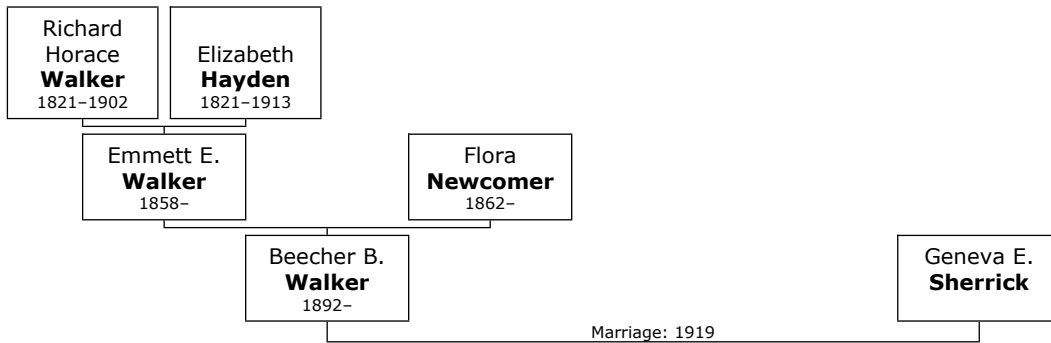 Richard
Horace
Walker
1821–1902
Elizabeth
Hayden
1821–1913
Emmett E.
Walker
1858–
Flora
Newcomer
1862–
Beecher B.
Walker
1892–
Geneva E.
Sherrick
Marriage: 1919